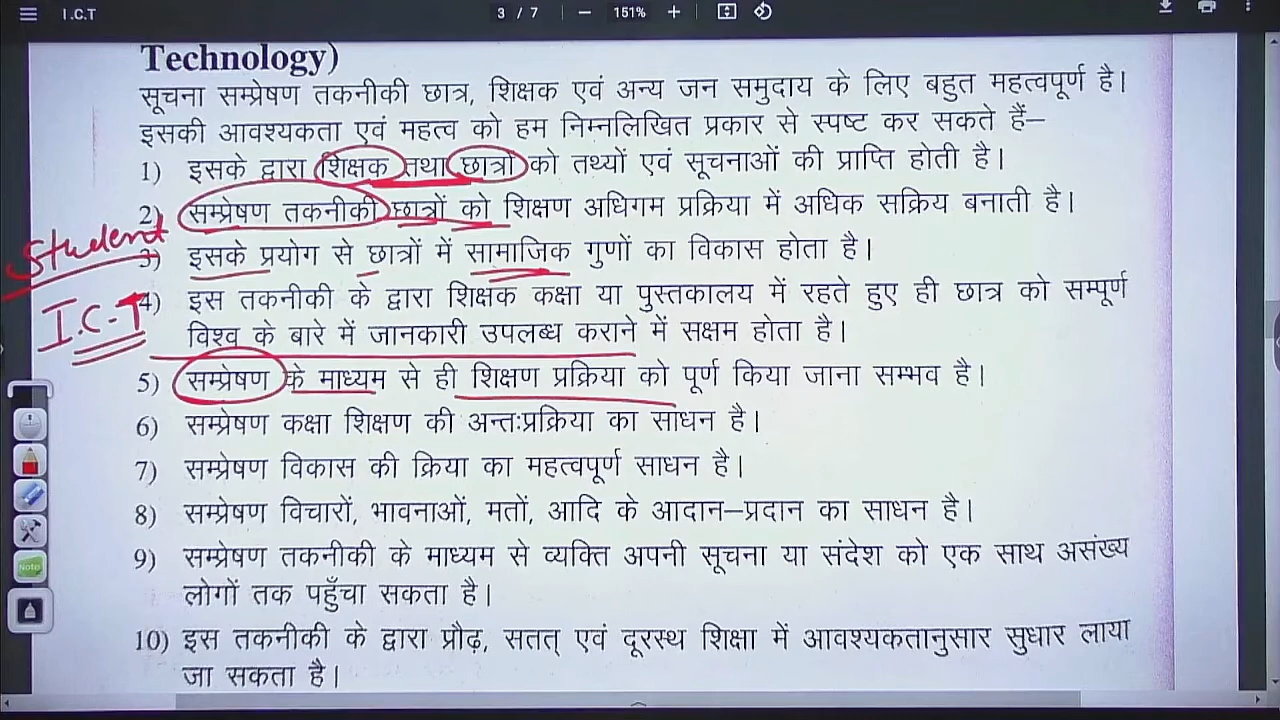 I.C.T
3 / 7
151%
Technology)
सूचना सम्प्रेषण तकनीकी छात्र, शिक्षक एवं अन्य जन समुदाय के लिए बहुत महत्वपूर्ण है।
इसकी आवश्यकता एवं महत्व को हम निम्नलिखित प्रकार से स्पष्ट कर सकते हैं–
1) इसके द्वारा शिक्षक तथा छात्रों को तथ्यों एवं सूचनाओं की प्राप्ति होती है।
2) सम्प्रेषण तकनीकी छात्रों को शिक्षण अधिगम प्रक्रिया में अधिक सक्रिय बनाती है।
Student
3) इसके प्रयोग से छात्रों में सामाजिक गुणों का विकास होता है।
I.C.T
4) इस तकनीकी के द्वारा शिक्षक कक्षा या पुस्तकालय में रहते हुए ही छात्र को सम्पूर्ण
विश्व के बारे में जानकारी उपलब्ध कराने में सक्षम होता है।
5) सम्प्रेषण के माध्यम से ही शिक्षण प्रक्रिया को पूर्ण किया जाना सम्भव है।
6) सम्प्रेषण कक्षा शिक्षण की अन्तःप्रक्रिया का साधन है।
7) सम्प्रेषण विकास की क्रिया का महत्वपूर्ण साधन है।
8) सम्प्रेषण विचारों, भावनाओं, मतों, आदि के आदान–प्रदान का साधन है।
Note
9) सम्प्रेषण तकनीकी के माध्यम से व्यक्ति अपनी सूचना या संदेश को एक साथ असंख्य
लोगों तक पहुँचा सकता है।
10) इस तकनीकी के द्वारा प्रौढ़, सतत् एवं दूरस्थ शिक्षा में आवश्यकतानुसार सुधार लाया
जा सकता है।